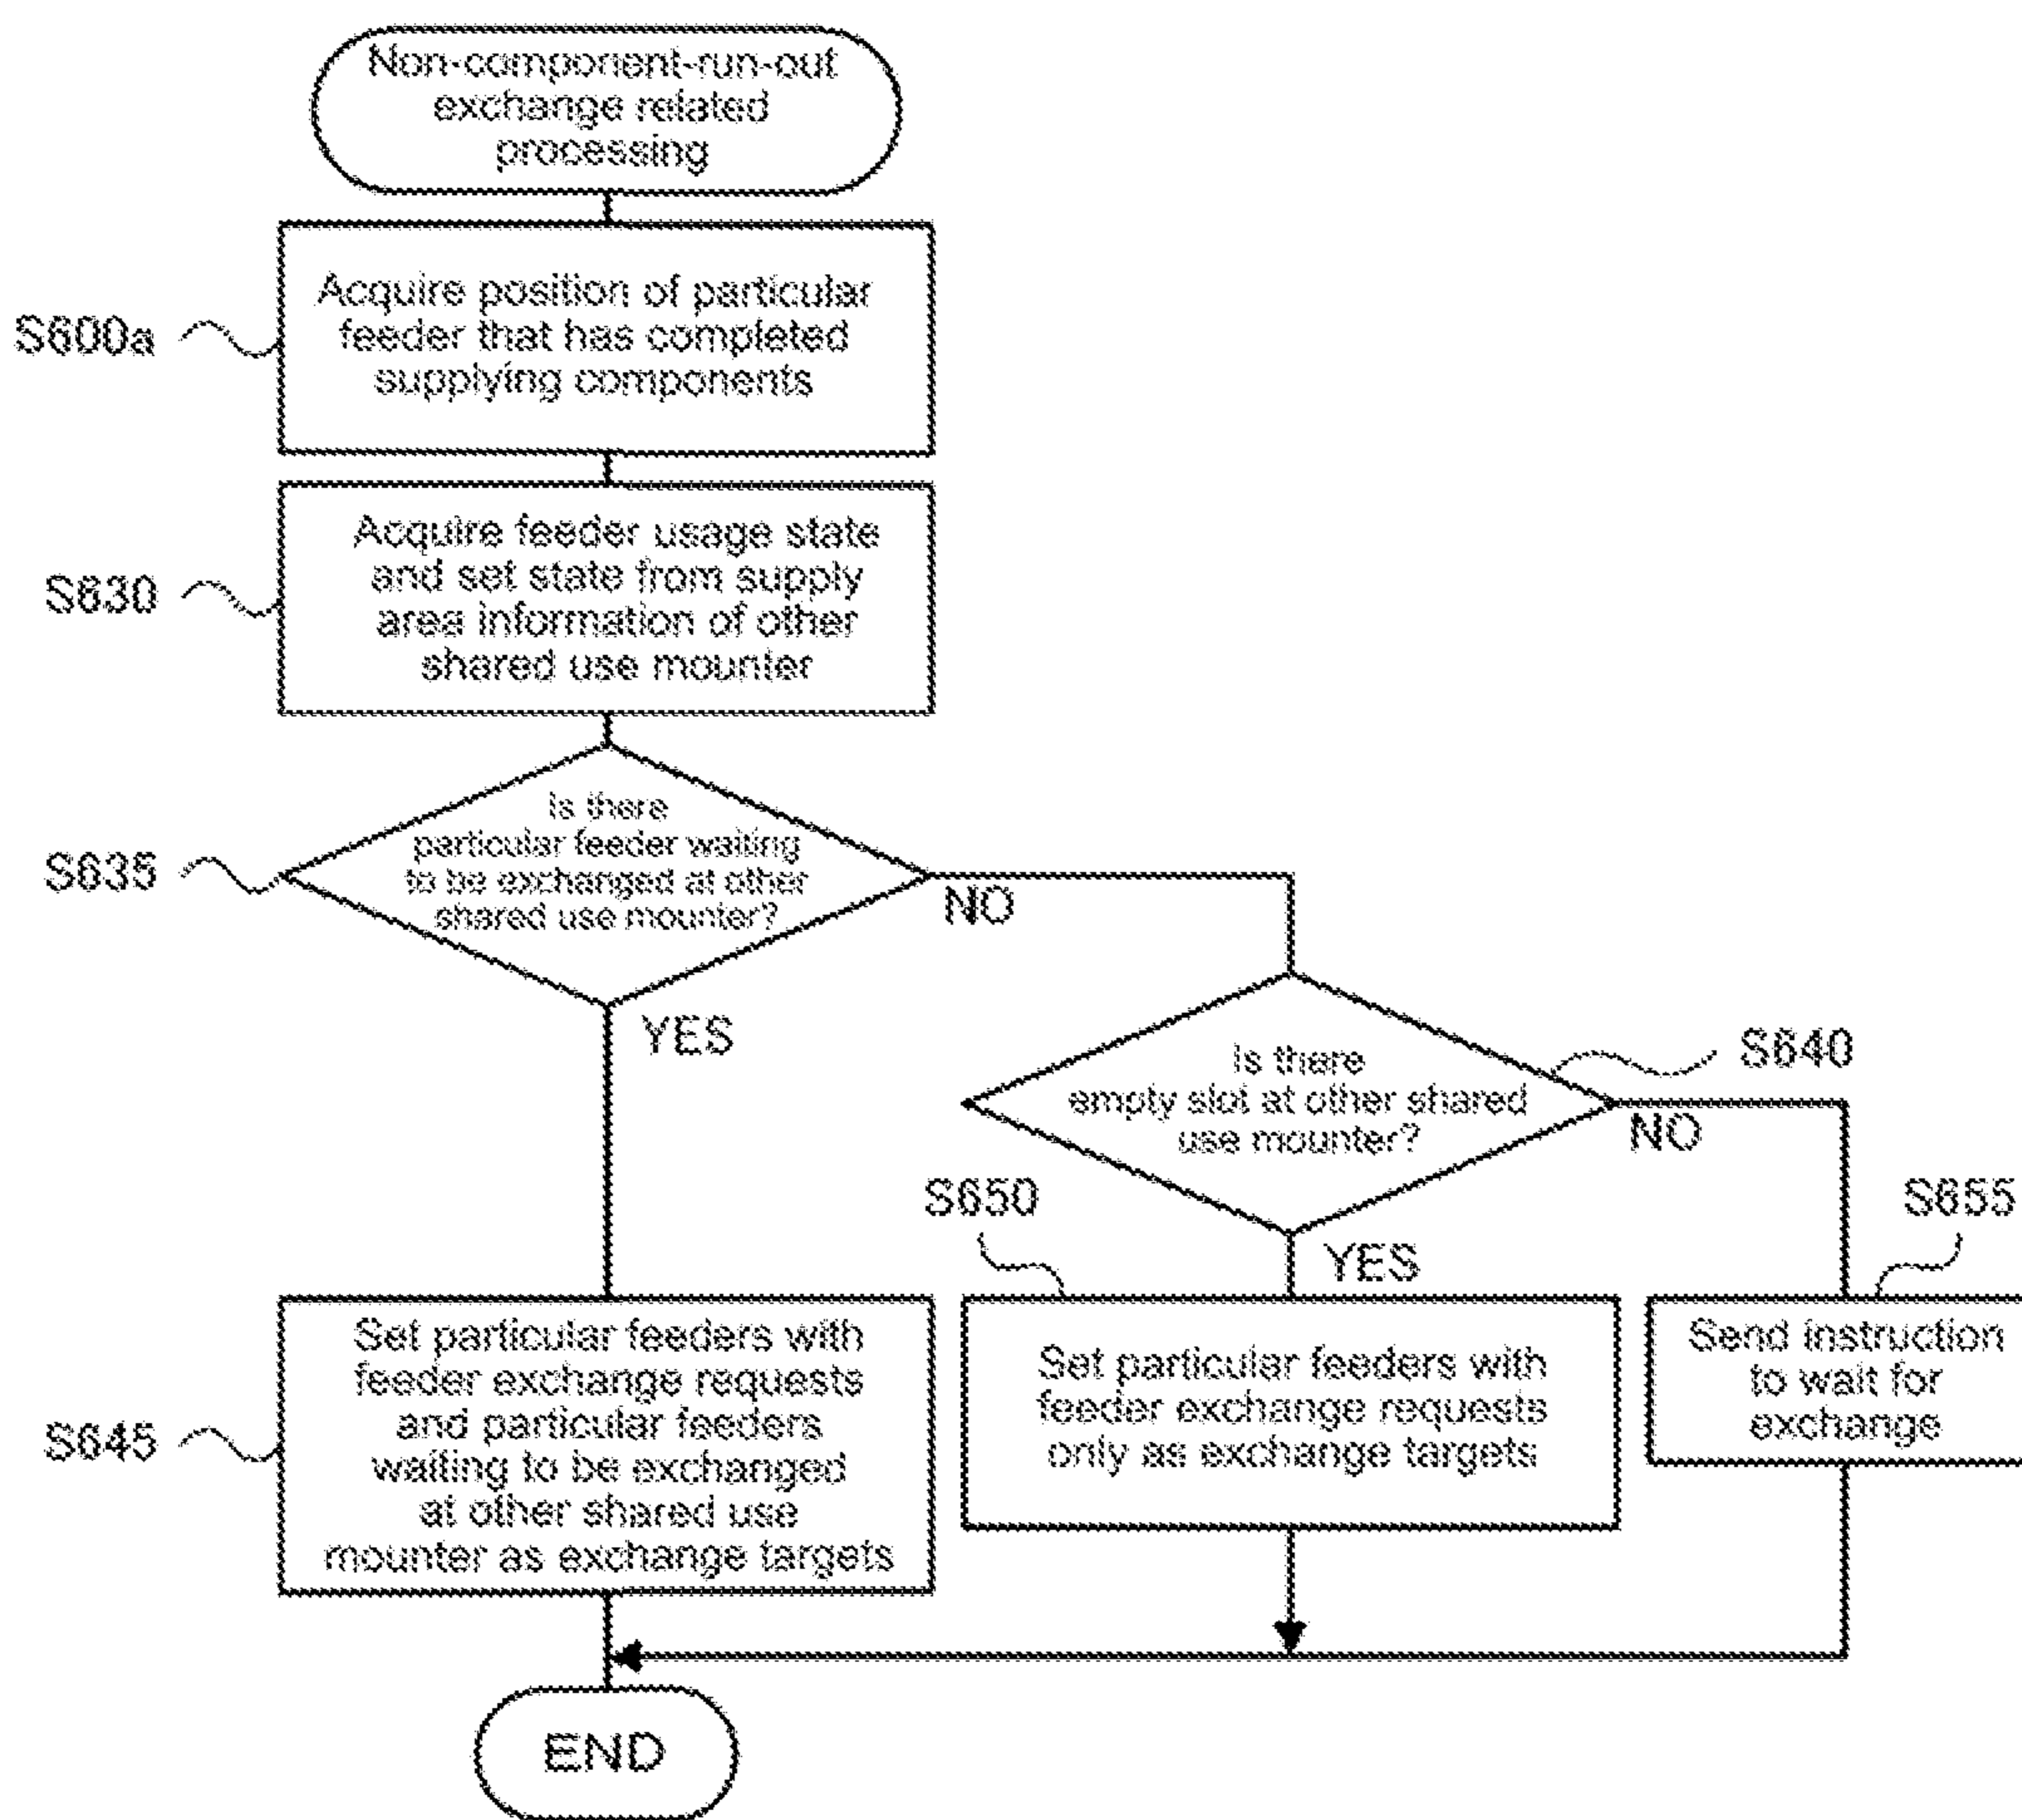 Non-component-run-out
exchange related
processing
S600a
Acquire position of particular
feeder that has completed
supplying components
S630
Acquire feeder usage state
and set state from supply
area information of other
shared use mounter
S635
Is there
particular feeder waiting
to be exchanged at other
shared use mounter?
NO
YES
S640
Is there
empty slot at other shared
use mounter?
NO
YES
S645
Set particular feeders with
feeder exchange requests
and particular feeders
waiting to be exchanged
at other shared use
mounter as exchange targets
S650
Set particular feeders with
feeder exchange requests
only as exchange targets
S655
Send instruction
to wait for
exchange
END